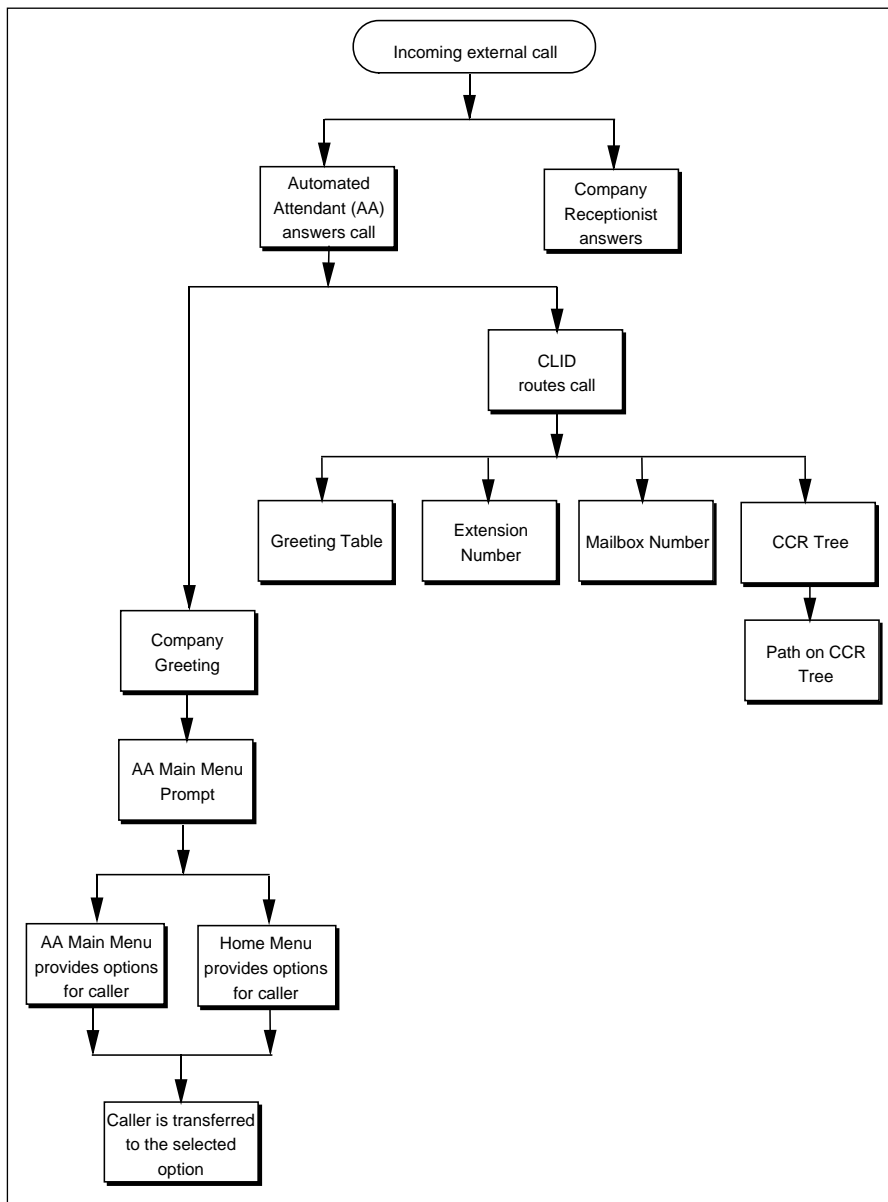 Incoming external call
Automated
Attendant (AA)
answers call
Company
Receptionist
answers
CLID
routes call
Greeting Table
Extension
Number
Mailbox Number
CCR Tree
Path on CCR
Tree
Company
Greeting
AA Main Menu
Prompt
AA Main Menu
provides options
for caller
Home Menu
provides options
for caller
Caller is transferred
to the selected
option